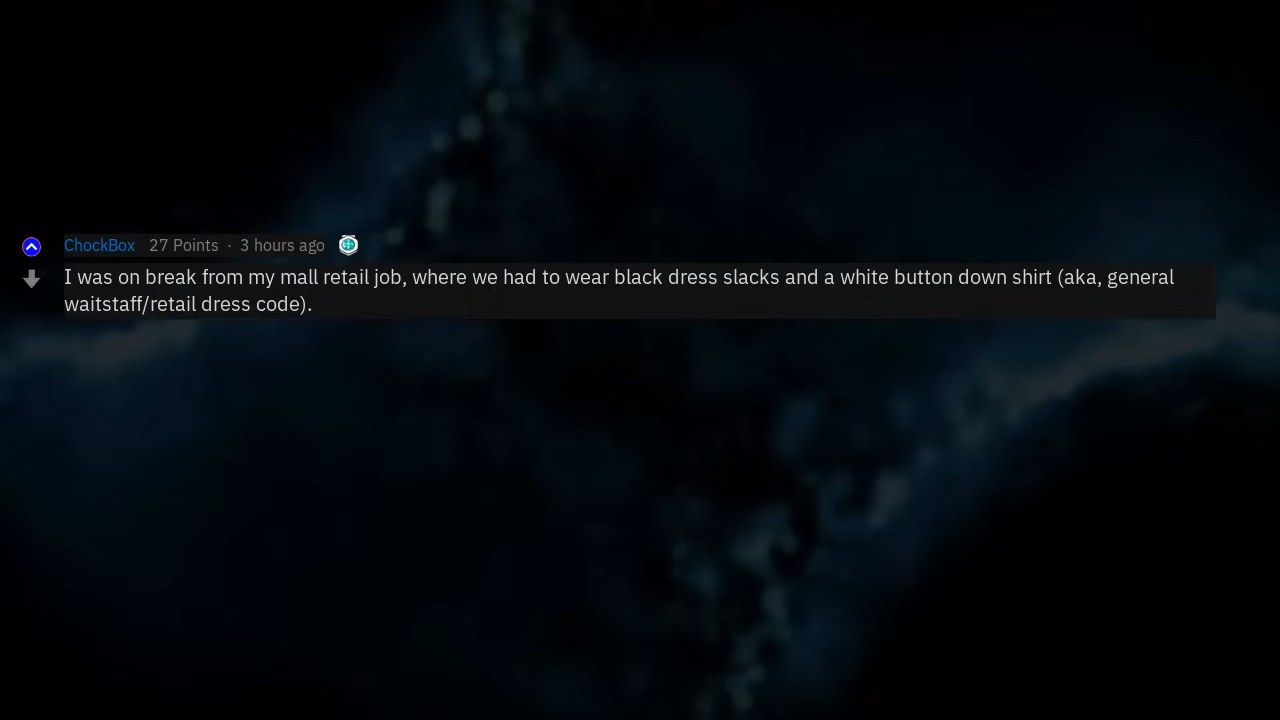 ChockBox 27 Points · 3 hours ago
I was on break from my mall retail job, where we had to wear black dress slacks and a white button down shirt (aka, general
waitstaff/retail dress code).